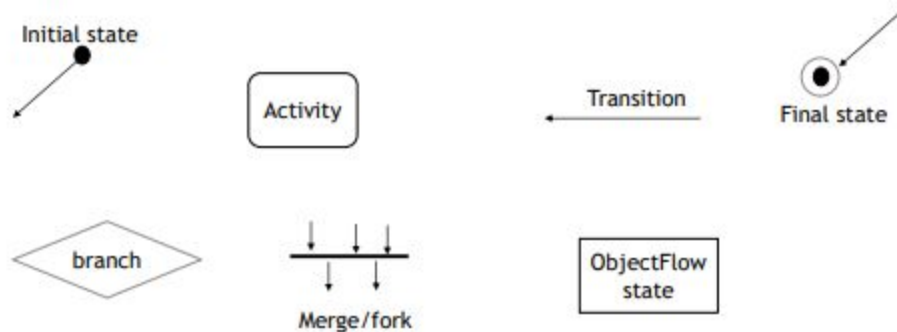 Initial state
Activity
Transition
Final state
branch
Merge/fork
ObjectFlow
state